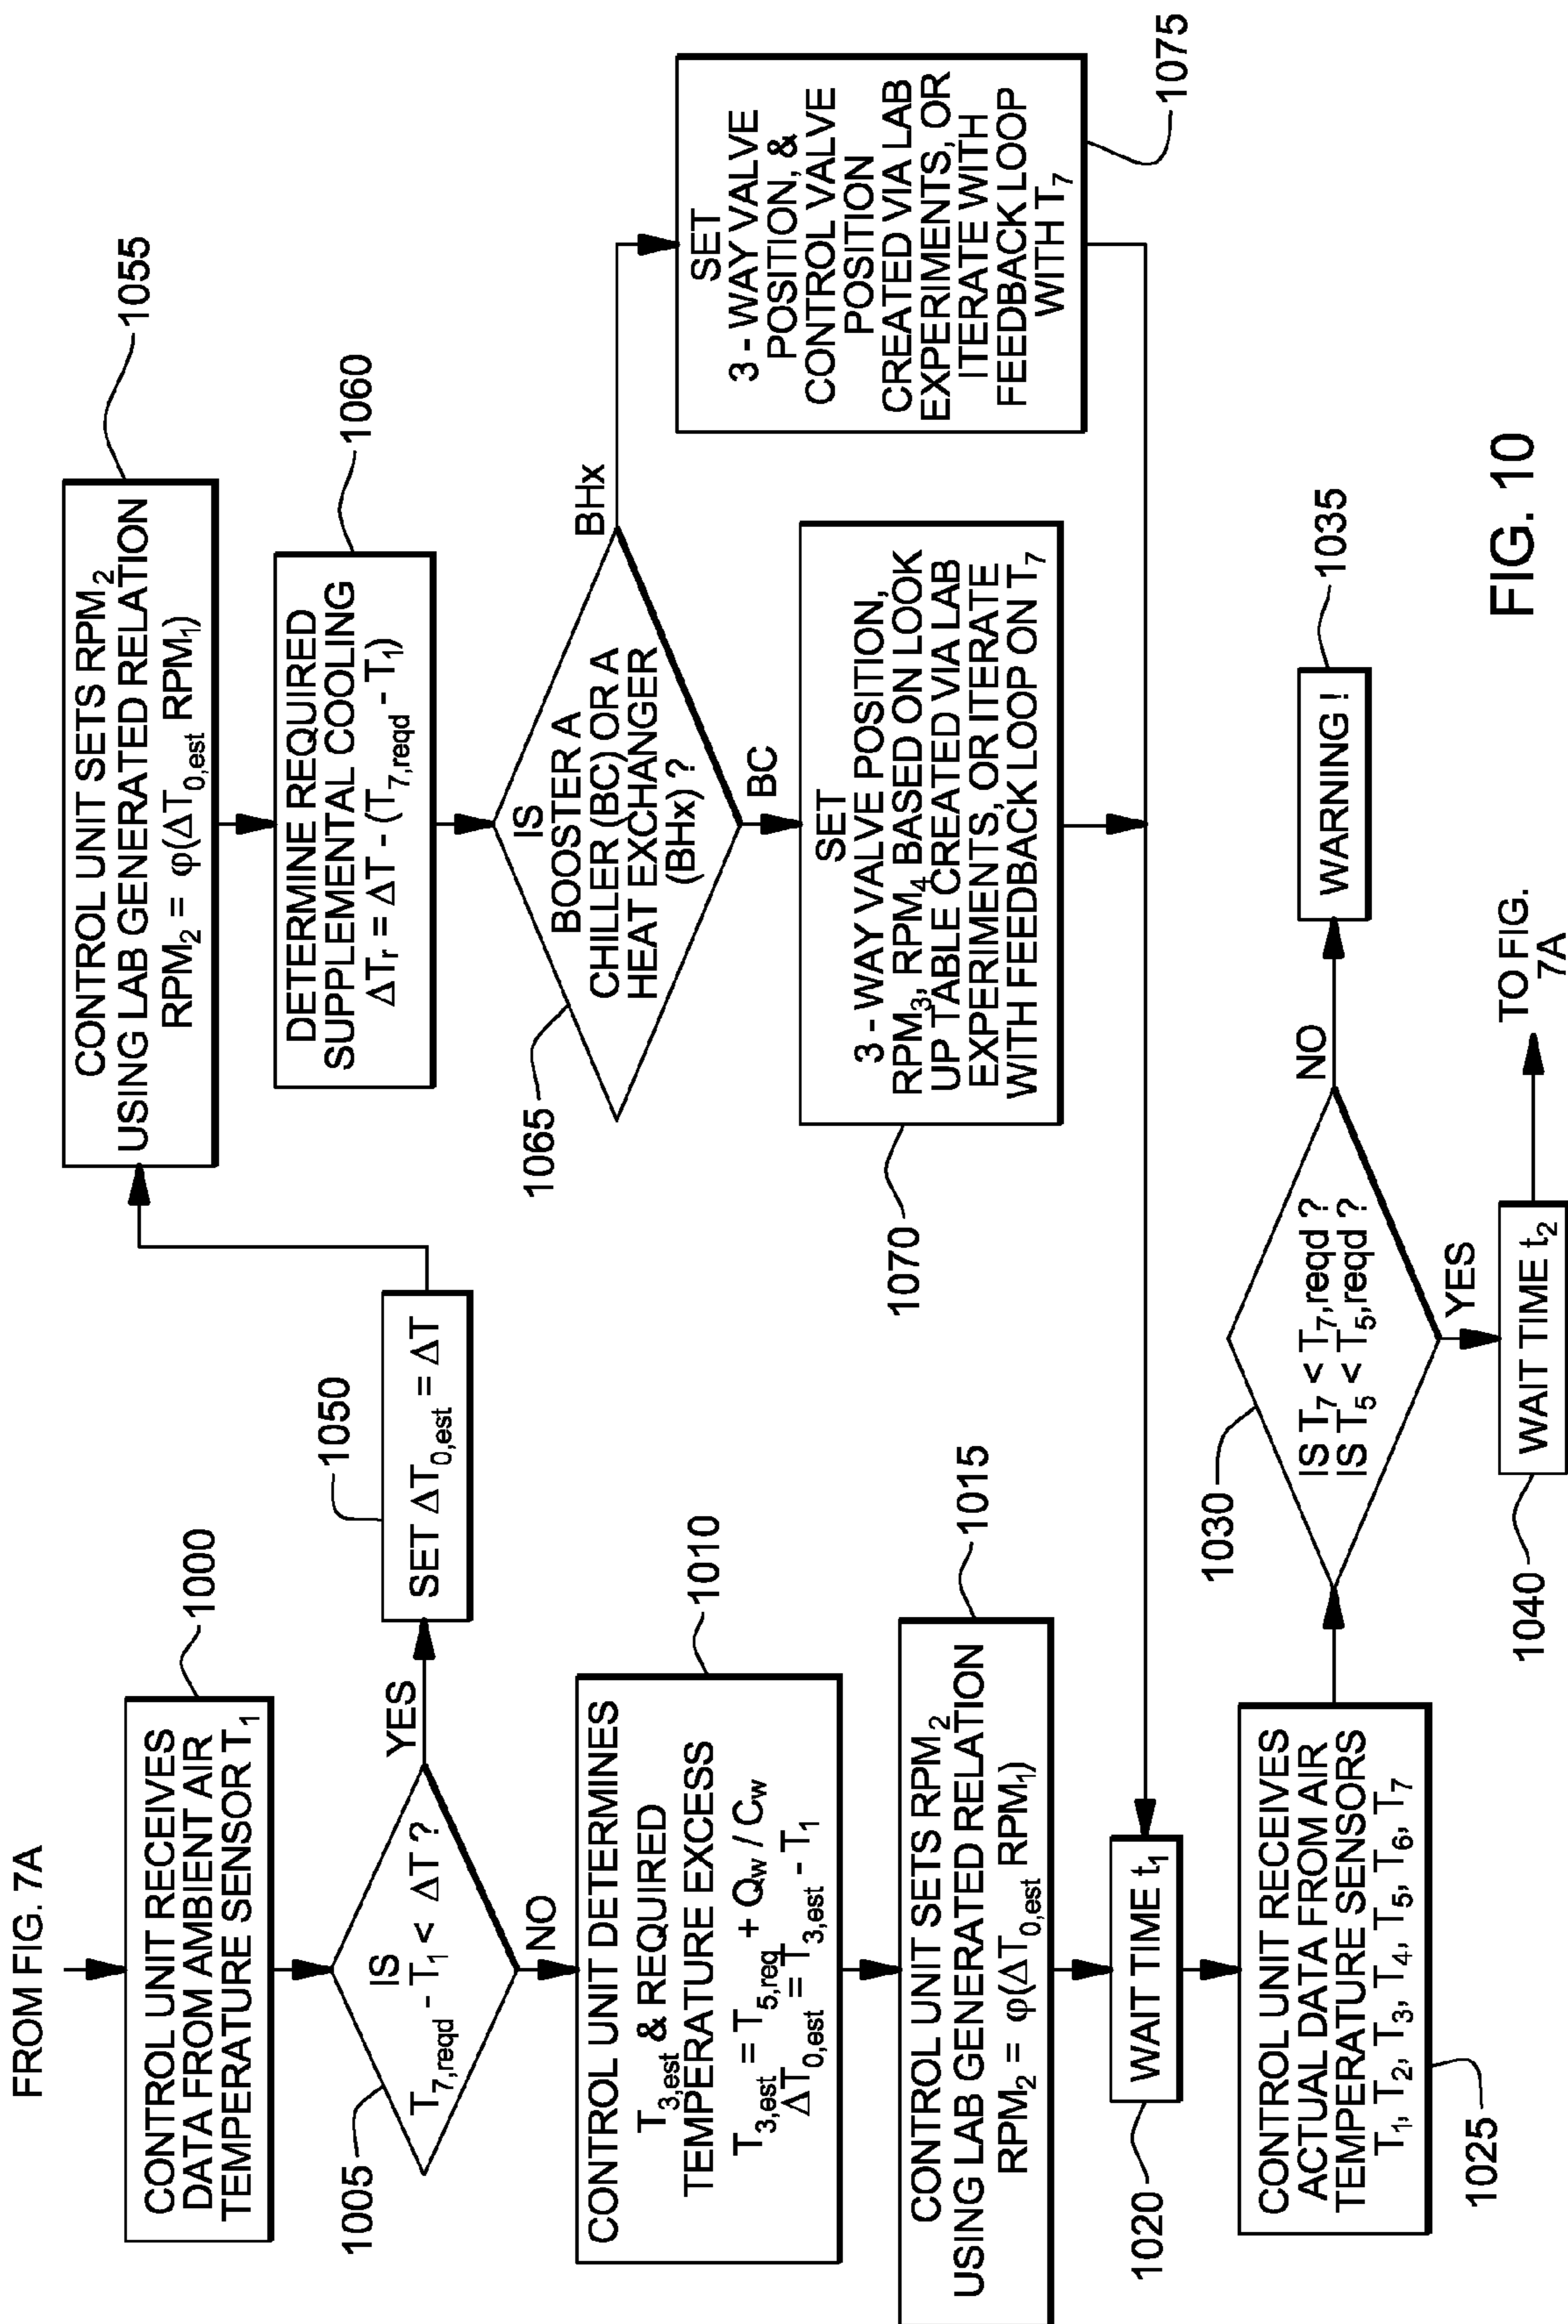 FROM FIG. 7A
CONTROL UNIT RECEIVES
DATA FROM AMBIENT AIR
TEMPERATURE SENSOR T1
1000
IS
T7,reqd - T1 < ΔT ?
1005
YES
NO
SET ΔT0,est = ΔT
1050
CONTROL UNIT DETERMINES
T3,est & REQUIRED
TEMPERATURE EXCESS
T3,est = T5,req + Qw / Cw
ΔT0,est = T3,est - T1
1010
CONTROL UNIT SETS RPM2
USING LAB GENERATED RELATION
RPM2 = φ(ΔT0,est RPM1)
1015
WAIT TIME t1
1020
CONTROL UNIT RECEIVES
ACTUAL DATA FROM AIR
TEMPERATURE SENSORS
T1, T2, T3, T4, T5, T6, T7
1025
CONTROL UNIT SETS RPM2
USING LAB GENERATED RELATION
RPM2 = φ(ΔT0,est RPM1)
1055
DETERMINE REQUIRED
SUPPLEMENTAL COOLING
ΔTr = ΔT - (T7,reqd - T1)
1060
IS
BOOSTER A
CHILLER (BC) OR A
HEAT EXCHANGER
(BHx) ?
1065
BHx
BC
SET
3 - WAY VALVE POSITION,
RPM3, RPM4 BASED ON LOOK
UP TABLE CREATED VIA LAB
EXPERIMENTS, OR ITERATE
WITH FEEDBACK LOOP ON T7
1070
SET
3 - WAY VALVE
POSITION, &
CONTROL VALVE
POSITION
CREATED VIA LAB
EXPERIMENTS, OR
ITERATE WITH
FEEDBACK LOOP
WITH T7
1075
IS T7 < T7,reqd ?
IS T5 < T5,reqd ?
1030
NO
YES
WARNING !
1035
WAIT TIME t2
1040
TO FIG.
7A
FIG. 10